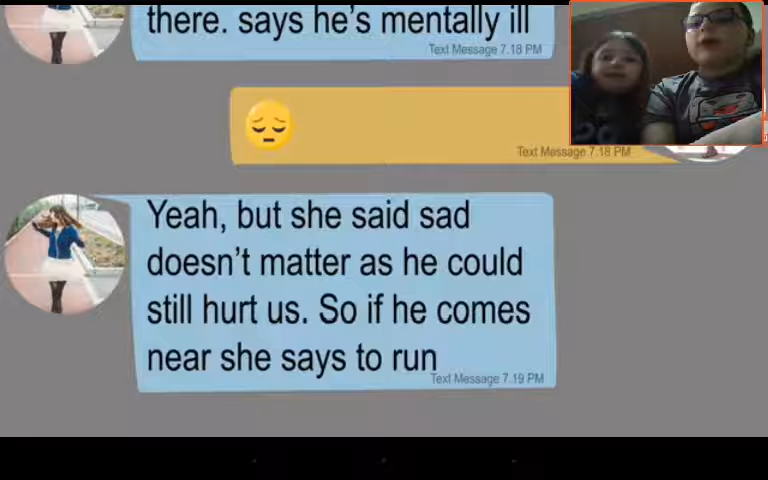 there. says he's mentally ill
Text Message 7.18 PM
😔
Text Message 7.18 PM
Yeah, but she said sad
doesn't matter as he could
still hurt us. So if he comes
near she says to run
Text Message 7.19 PM